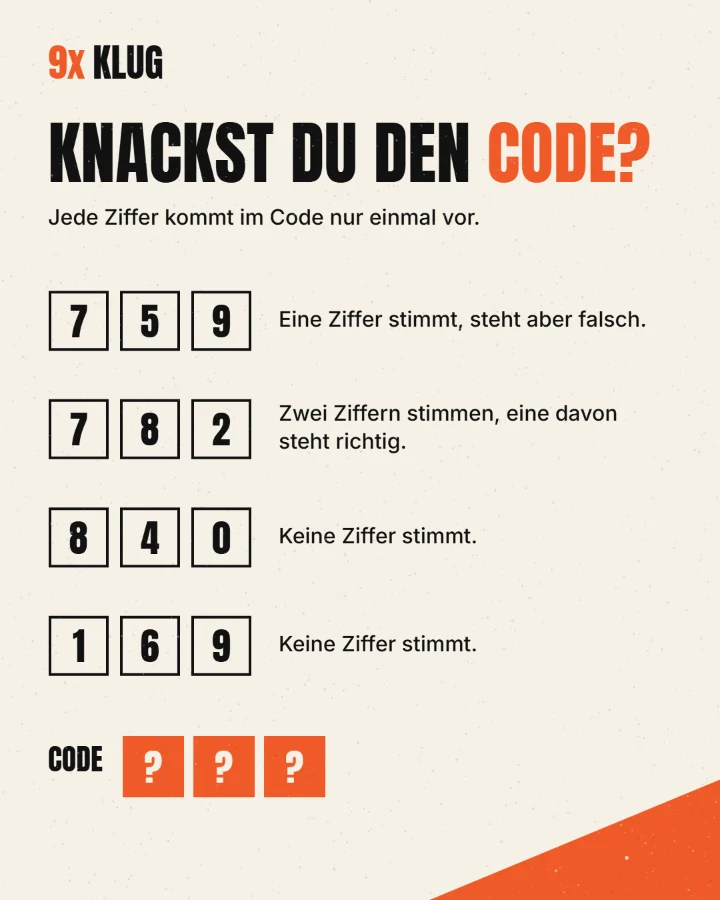 9x KLUG
KNACKST DU DEN CODE?
Jede Ziffer kommt im Code nur einmal vor.
7 5 9 Eine Ziffer stimmt, steht aber falsch.
7 8 2 Zwei Ziffern stimmen, eine davon
steht richtig.
8 4 0 Keine Ziffer stimmt.
1 6 9 Keine Ziffer stimmt.
CODE ? ? ?